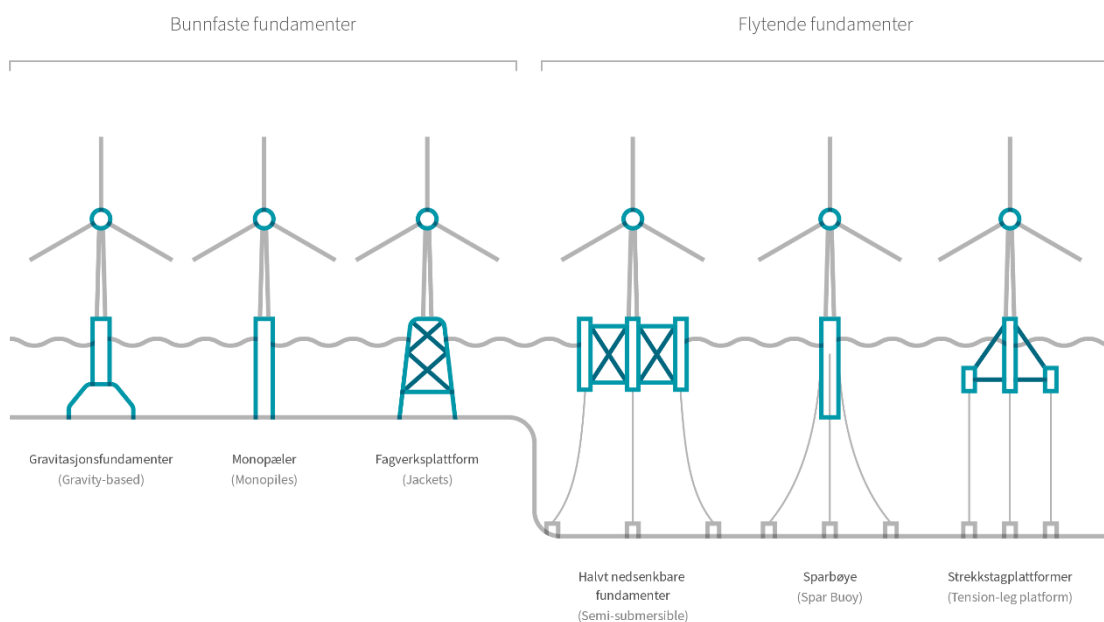 Bunnfaste fundamenter
Flytende fundamenter
Gravitasjonsfundamenter
(Gravity-based)
Monopæler
(Monopiles)
Fagverksplattform
(Jackets)
Halvt nedsenkbare
fundamenter
(Semi-submersible)
Sparbøye
(Spar Buoy)
Strekkstagplattformer
(Tension-leg platform)